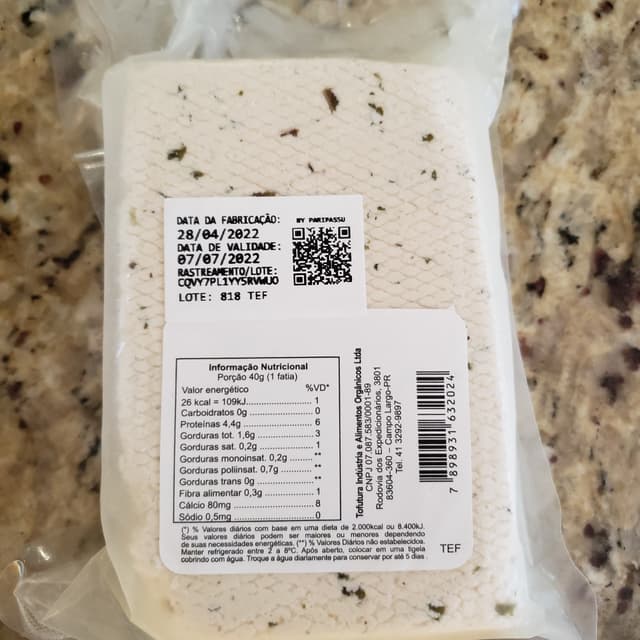 DATA DA FABRICAÇÃO:
BY PARIPASSU
28/04/2022
DATA DE VALIDADE:
07/07/2022
RASTREAMENTO/LOTE:
CQVY7PL1YY5RVWUO
LOTE: 818 TEF
Informação Nutricional
Porção 40g (1 fatia)
Valor energético %VD*
26 kcal = 109kJ 1
Carboidratos 0g 0
Proteínas 4,4g 6
Gorduras tot. 1,6g 3
Gorduras sat. 0,2g 1
Gorduras monoinsat. 0,2g **
Gorduras poliinsat. 0,7g **
Gorduras trans 0g **
Fibra alimentar 0,3g 1
Cálcio 80mg 8
Sódio 0,5mg 0
Tofutura Indústria e Alimentos Orgânicos Ltda
CNPJ 07.087.583/0001-89
Rodovia dos Expedicionários, 3801
83604-360 – Campo Largo-PR
Tel. 41 3292-9897
7 898931 632024
(*) % Valores diários com base em uma dieta de 2.000kcal ou 8.400kJ.
Seus valores diários podem ser maiores ou menores dependendo
de suas necessidades energéticas. (**) % Valores Diários não estabelecidos.
Manter refrigerado entre 2 a 8ºC. Após aberto, colocar em uma tigela
cobrindo com água. Troque a água diariamente para conservar por até 5 dias.
TEF